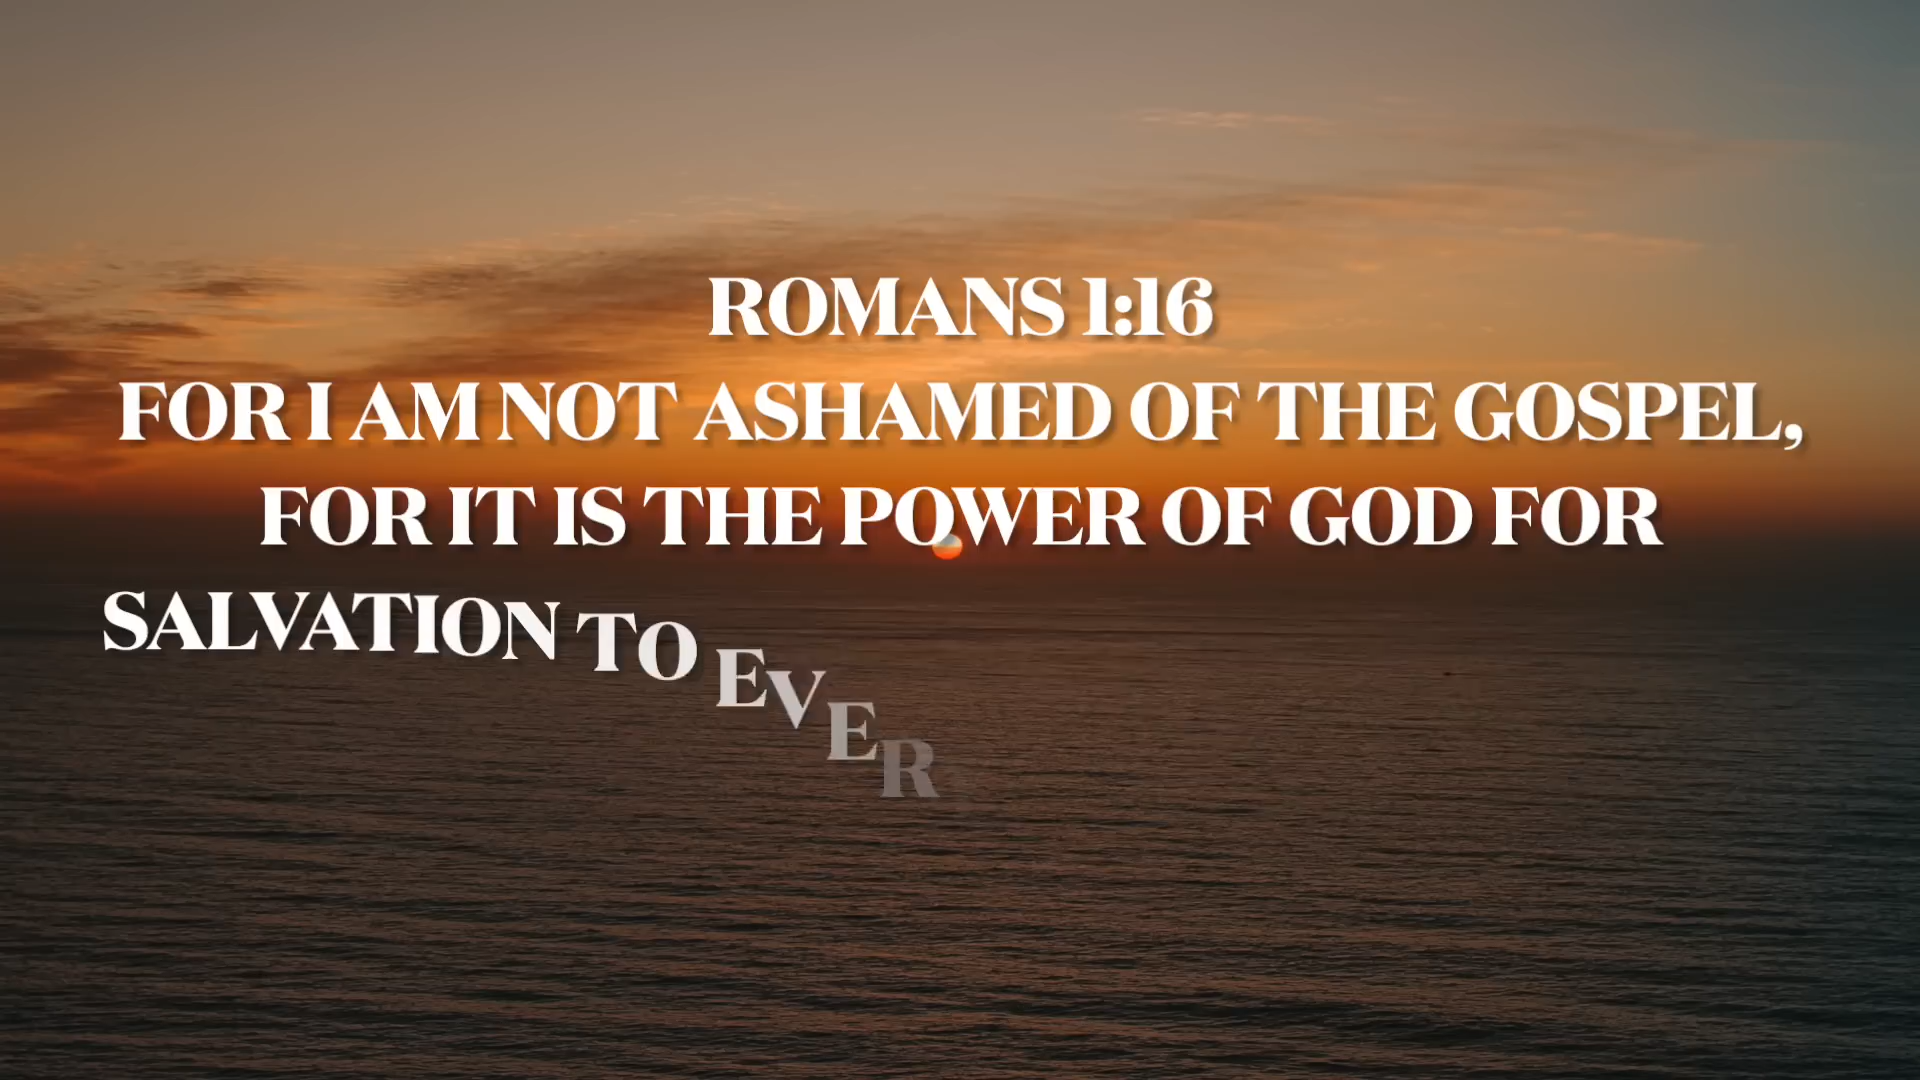 ROMANS 1:16
FOR I AM NOT ASHAMED OF THE GOSPEL,
FOR IT IS THE POWER OF GOD FOR
SALVATION TO EVER